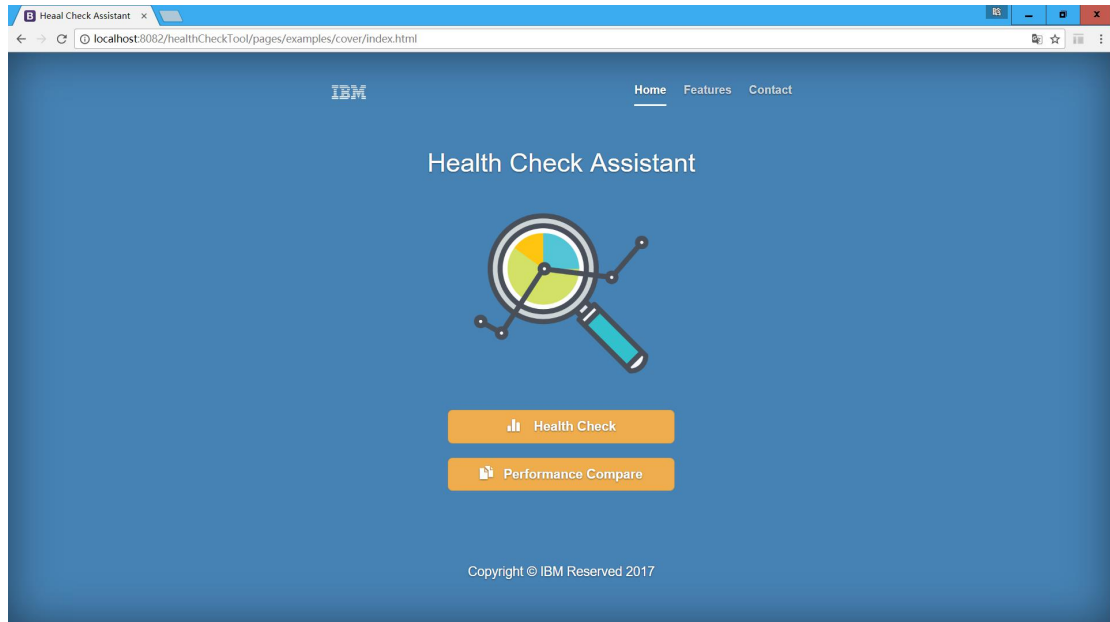 Heaal Check Assistant
localhost:8082/healthCheckTool/pages/examples/cover/index.html
IBM
Home Features Contact
Health Check Assistant
Health Check
Performance Compare
Copyright © IBM Reserved 2017